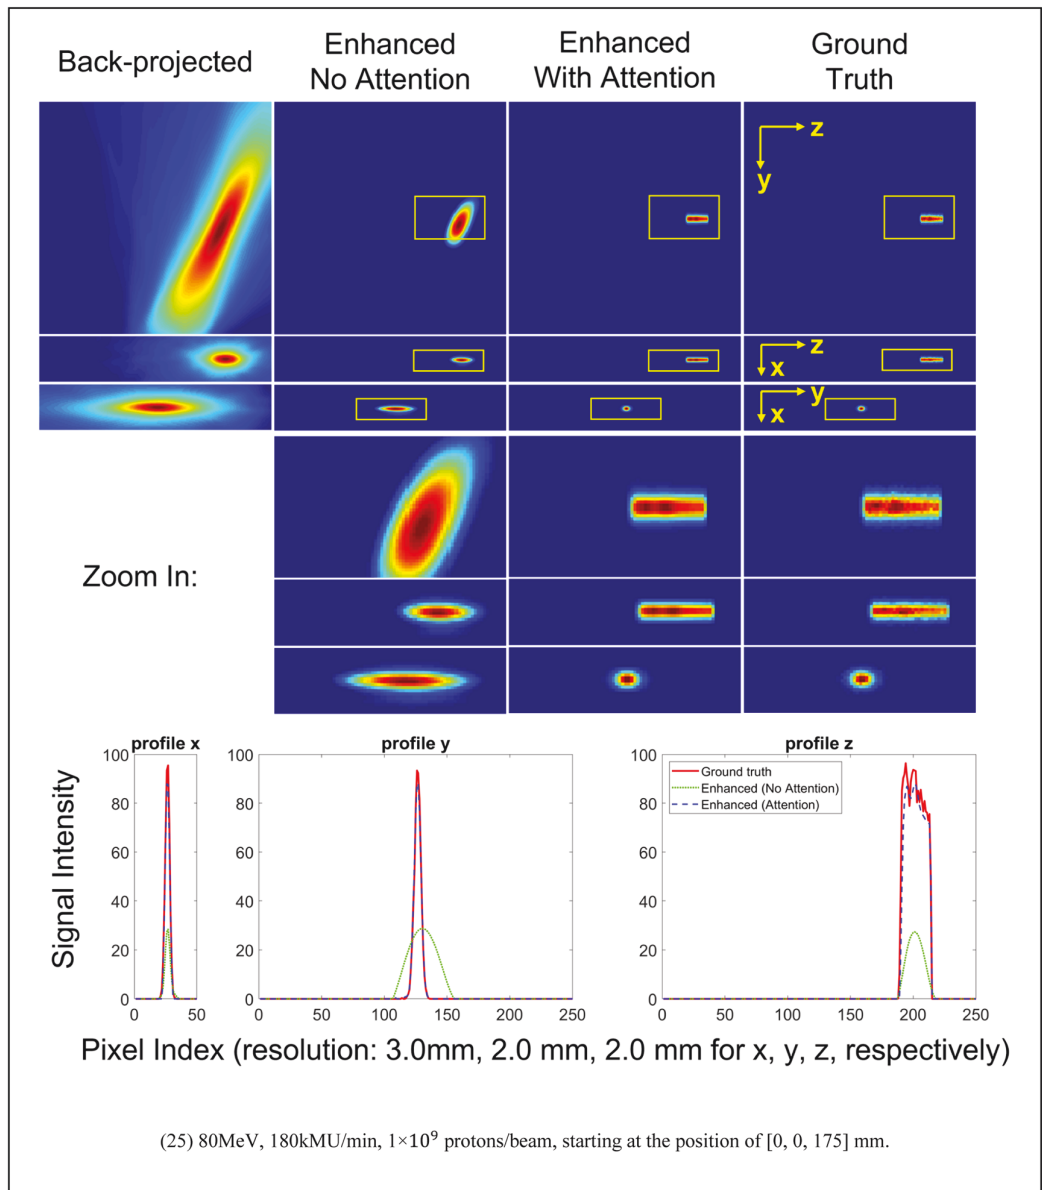 Back-projected
Enhanced
No Attention
Enhanced
With Attention
Ground
Truth
z
y
z
x
y
x
Zoom In:
profile x
profile y
profile z
Signal Intensity
100
80
60
40
20
0
0
50
100
80
60
40
20
0
0
50
100
150
200
250
100
80
60
40
20
0
0
50
100
150
200
250
Ground truth
Enhanced (No Attention)
Enhanced (Attention)
Pixel Index (resolution: 3.0mm, 2.0 mm, 2.0 mm for x, y, z, respectively)
(25) 80MeV, 180kMU/min, 1×10⁹ protons/beam, starting at the position of [0, 0, 175] mm.